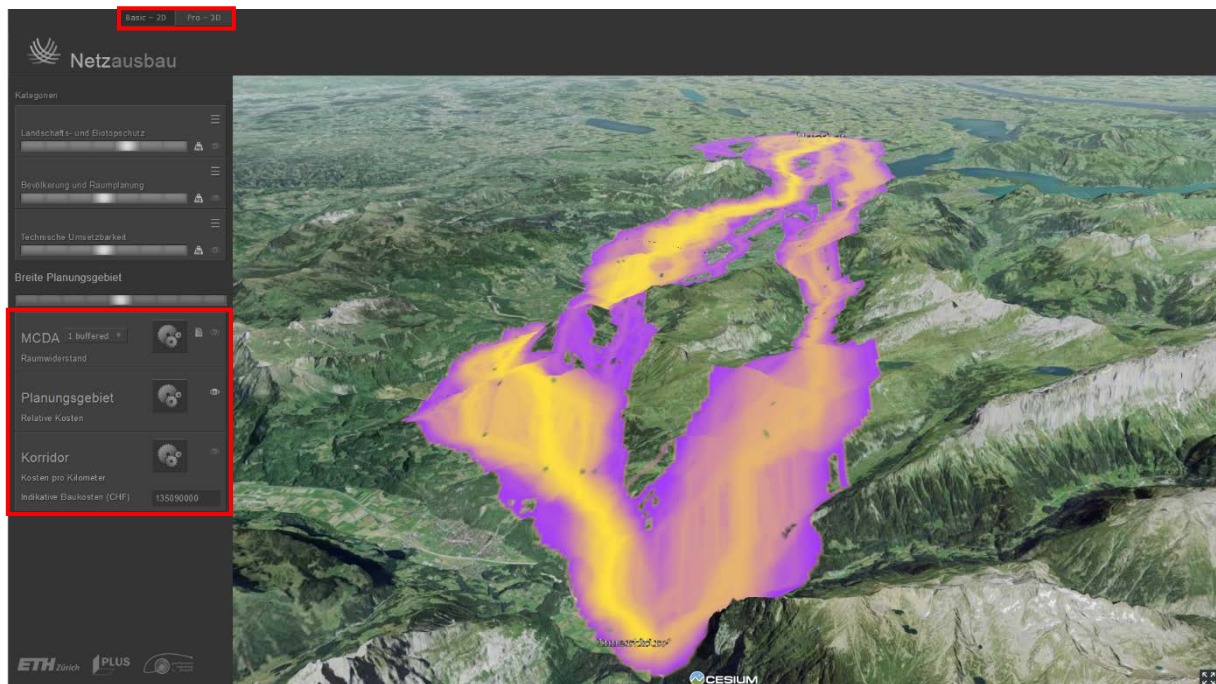 Basic - 2D Pro - 3D
Netzausbau
Kategorien
Landschafts- und Biotopschutz
Bevölkerung und Raumplanung
Technische Umsetzbarkeit
Breite Planungsgebiet
MCDA 1 buffered
Raumwiderstand
Planungsgebiet
Relative Kosten
Korridor
Kosten pro Kilometer
Indikative Baukosten (CHF) 135090000
ETH Zürich PLUS
CESIUM